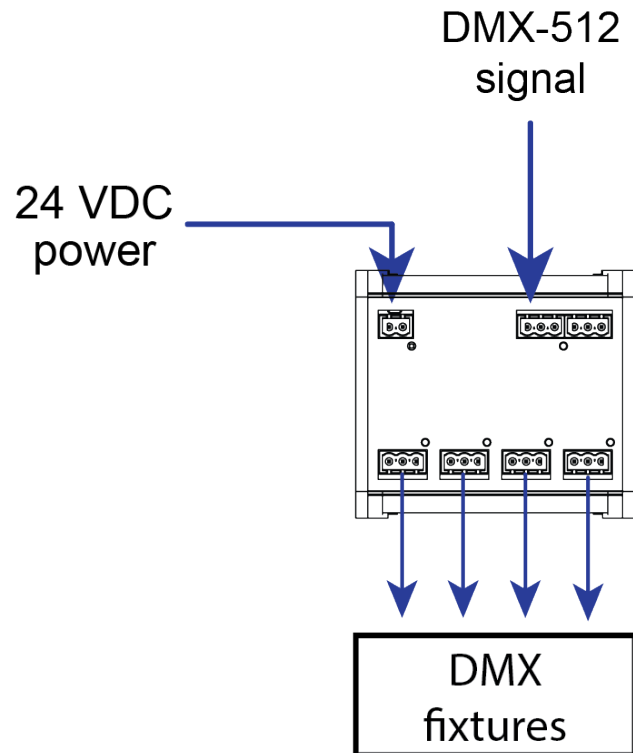 DMX-512
signal
24 VDC
power
DMX
fixtures